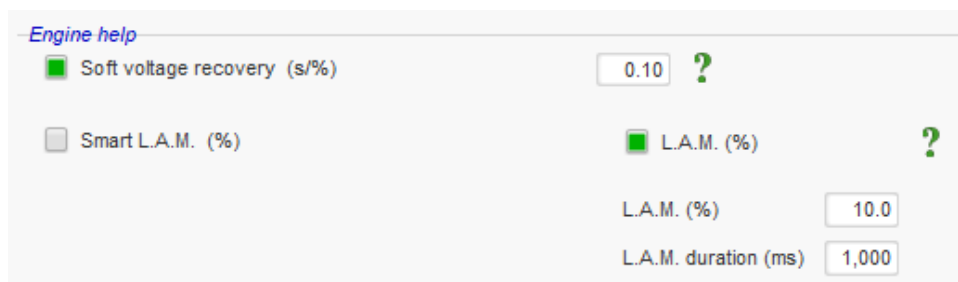 Engine help
Soft voltage recovery (s/%) 0.10 ?
Smart L.A.M. (%) L.A.M. (%) ?
L.A.M. (%) 10.0
L.A.M. duration (ms) 1,000